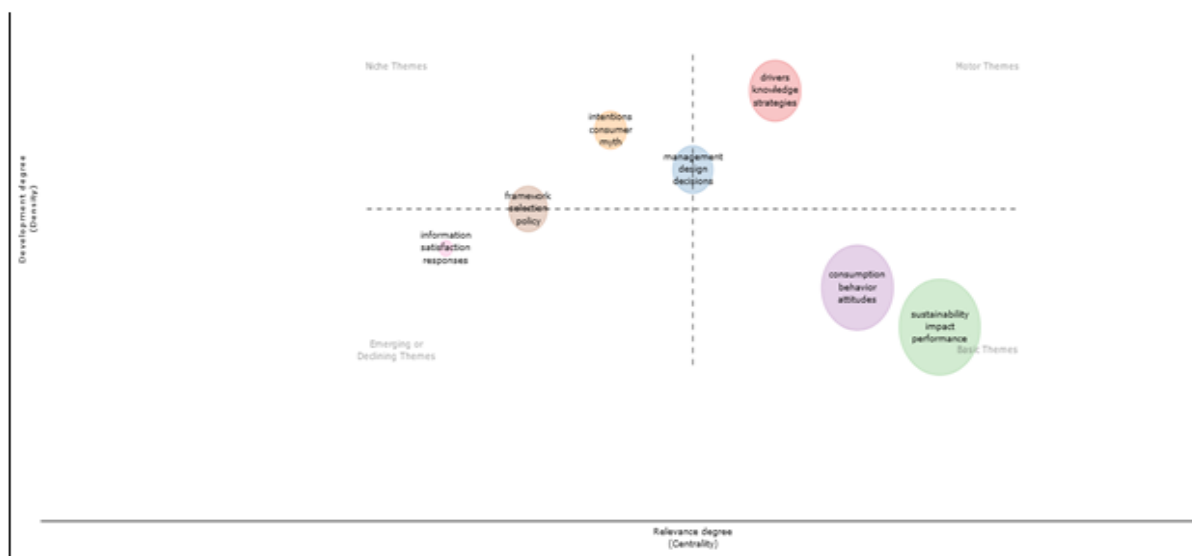 Niche Themes
Motor Themes
drivers
knowledge
strategies
intentions
consumer
myth
management
design
decisions
framework
selection
policy
information
satisfaction
responses
consumption
behavior
attitudes
sustainability
impact
performance
Emerging or
Declining Themes
Basic Themes
Development degree
(Density)
Relevance degree
(Centrality)